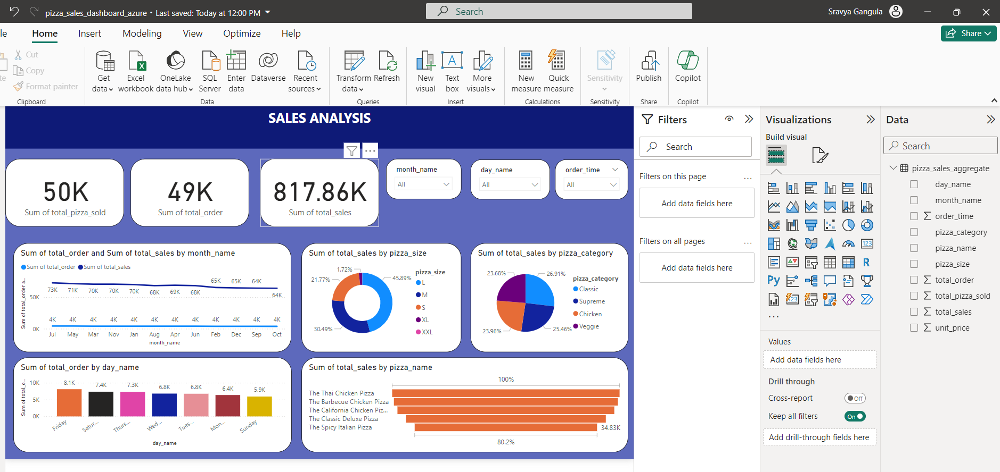 pizza_sales_dashboard_azure • Last saved: Today at 12:00 PM
Search
Sravya Gangula
le
Home
Insert
Modeling
View
Optimize
Help
Share
Cut
Copy
te
Format painter
Clipboard
Get data
Excel workbook
OneLake data hub
SQL Server
Enter data
Dataverse
Recent sources
Data
Transform data
Refresh
Queries
New visual
Text box
More visuals
Insert
New measure
Quick measure
Calculations
Sensitivity
Sensitivity
Publish
Share
Copilot
Copilot
SALES ANALYSIS
50K
Sum of total_pizza_sold
49K
Sum of total_order
817.86K
Sum of total_sales
month_name
All
day_name
All
order_time
All
Sum of total_order and Sum of total_sales by month_name
Sum of total_order Sum of total_sales
Sum of total_order a...
50K
0K
73K 71K 70K 70K 70K 68K 69K 68K 65K 65K 64K 64K
4K 4K 4K 4K 4K 4K 4K 4K 4K 4K 4K 4K
Jul May Mar Nov Jan Aug Apr Jun Feb Dec Sep Oct
month_name
Sum of total_sales by pizza_size
1.72%
21.77%
45.89%
30.49%
pizza_size
L
M
S
XL
XXL
Sum of total_sales by pizza_category
23.68%
26.91%
23.96%
25.46%
pizza_category
Classic
Supreme
Chicken
Veggie
Sum of total_order by day_name
Sum of total_o...
10K
5K
0K
8.1K 7.4K 7.3K 6.8K 6.8K 6.4K 5.9K
Friday Satur... Thurs... Wed... Tues... Mon... Sunday
day_name
Sum of total_sales by pizza_name
100%
The Thai Chicken Pizza
The Barbecue Chicken Pizza
The California Chicken Piz...
The Classic Deluxe Pizza
The Spicy Italian Pizza
34.83K
80.2%
Filters
Search
Filters on this page
...
Add data fields here
Filters on all pages
...
Add data fields here
Visualizations
Build visual
123
R
Py
123
...
Values
Add data fields here
Drill through
Cross-report
Off
Keep all filters
On
Add drill-through fields here
Data
Search
pizza_sales_aggregate
day_name
month_name
Σ order_time
pizza_category
pizza_name
pizza_size
Σ total_order
Σ total_pizza_sold
Σ total_sales
Σ unit_price